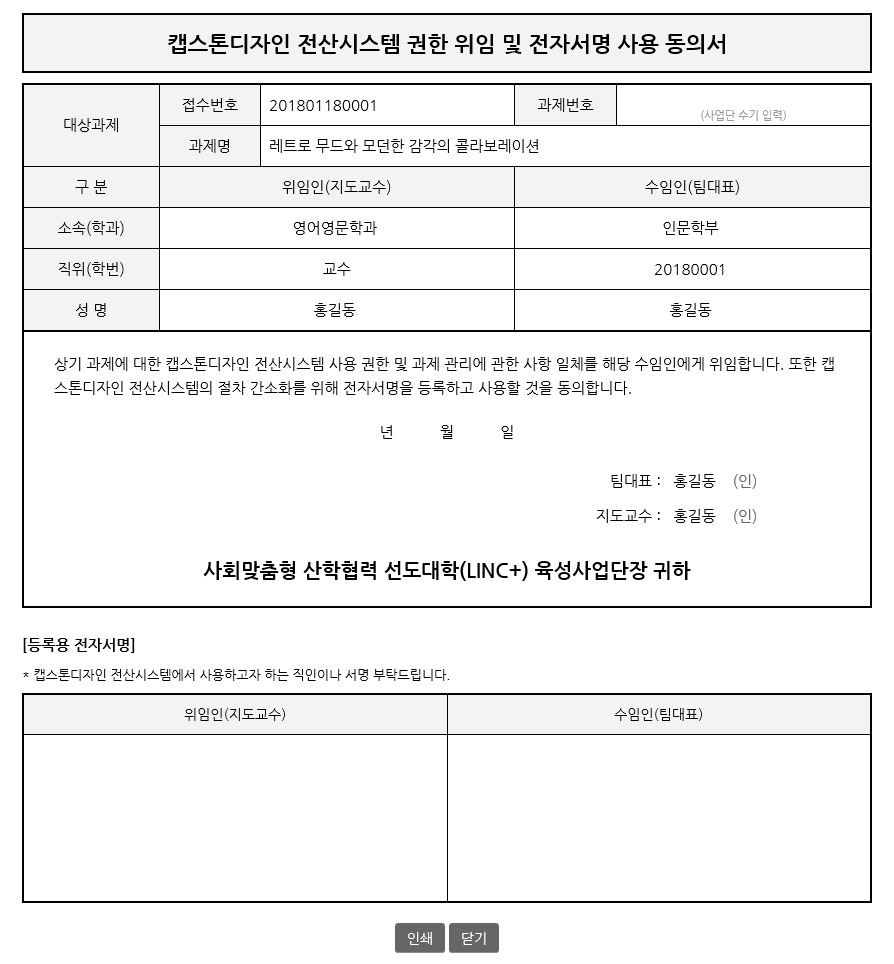 캡스톤디자인 전산시스템 권한 위임 및 전자서명 사용 동의서
대상과제 접수번호 201801180001 과제번호 (사업단 수기 입력)
과제명 레트로 무드와 모던한 감각의 콜라보레이션
구 분 위임인(지도교수) 수임인(팀대표)
소속(학과) 영어영문학과 인문학부
직위(학번) 교수 20180001
성 명 홍길동 홍길동
상기 과제에 대한 캡스톤디자인 전산시스템 사용 권한 및 과제 관리에 관한 사항 일체를 해당 수임인에게 위임합니다. 또한 캡
스톤디자인 전산시스템의 절차 간소화를 위해 전자서명을 등록하고 사용할 것을 동의합니다.
년 월 일
팀대표 : 홍길동 (인)
지도교수 : 홍길동 (인)
사회맞춤형 산학협력 선도대학(LINC+) 육성사업단장 귀하
[등록용 전자서명]
* 캡스톤디자인 전산시스템에서 사용하고자 하는 직인이나 서명 부탁드립니다.
위임인(지도교수) 수임인(팀대표)
인쇄 닫기